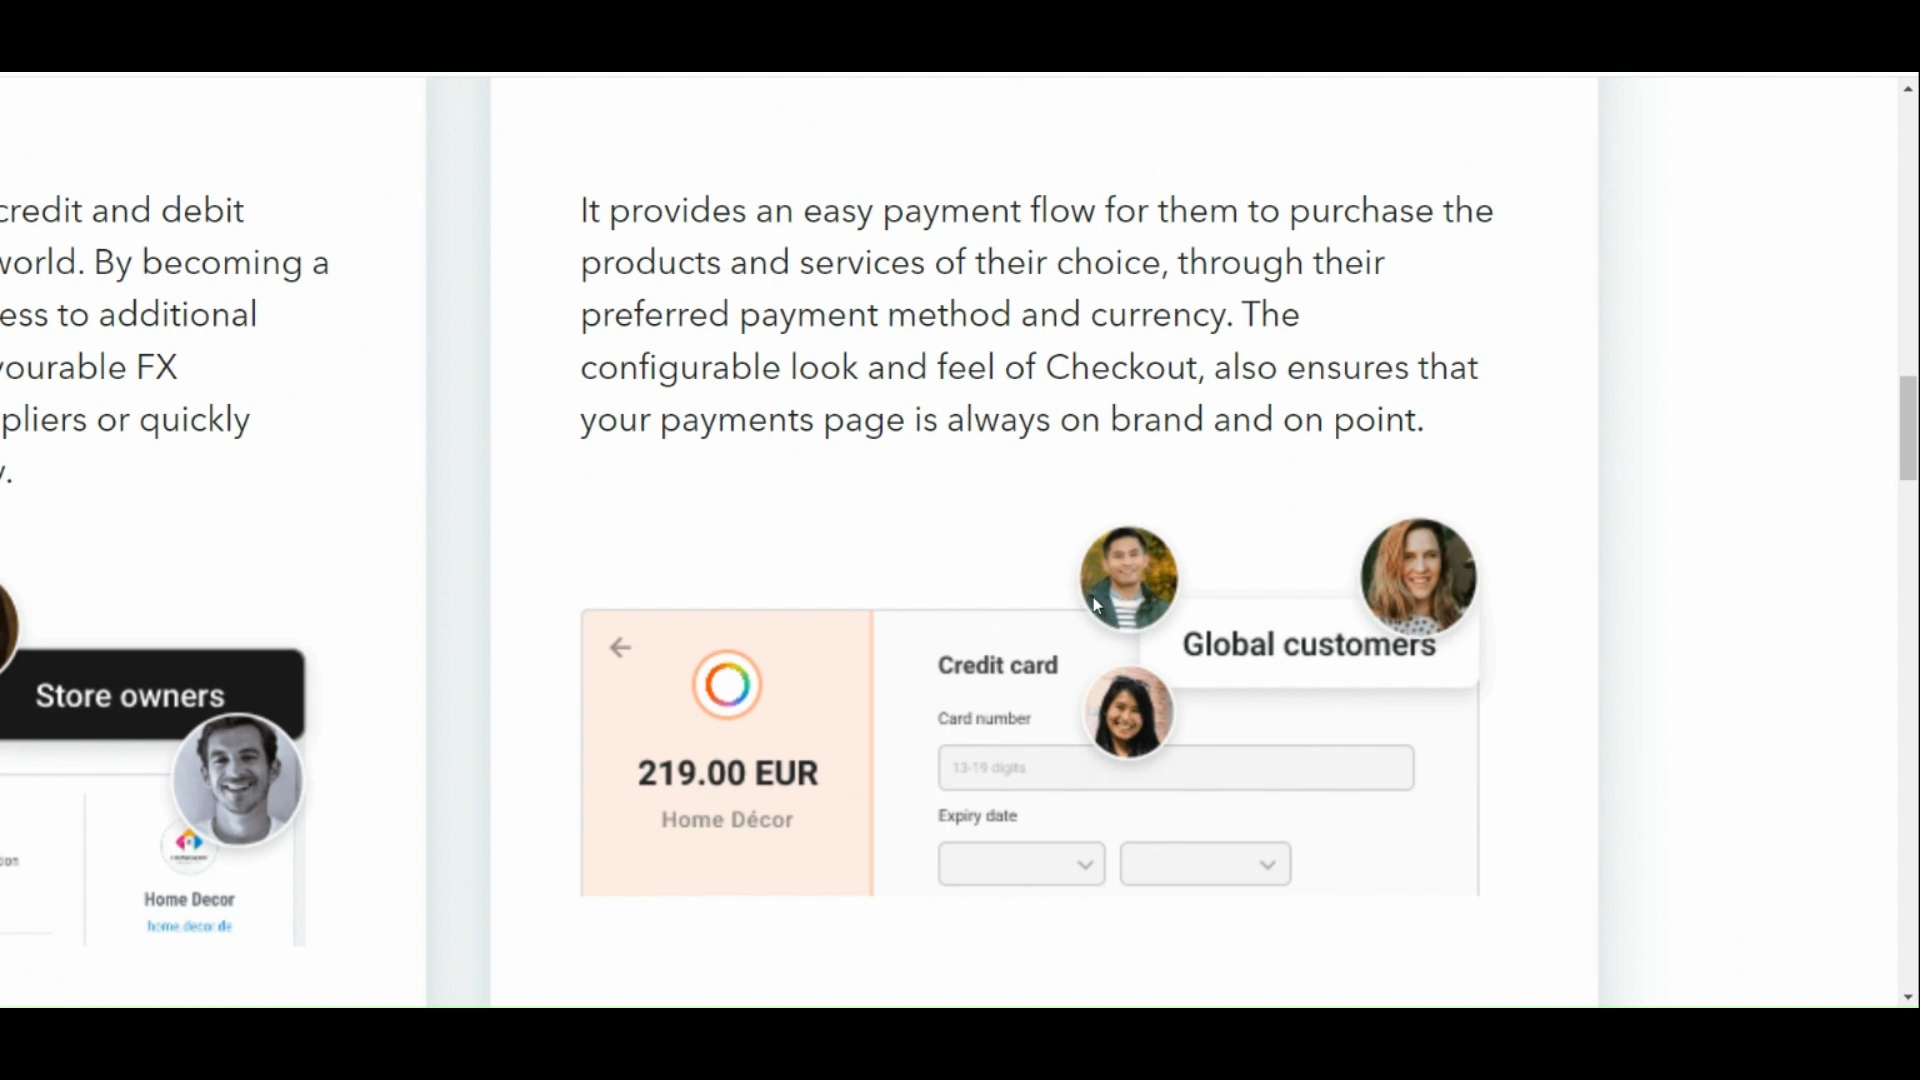 credit and debit
world. By becoming a
ess to additional
vourable FX
pliers or quickly
y.
Store owners
Home Decor
home.decor.de
It provides an easy payment flow for them to purchase the
products and services of their choice, through their
preferred payment method and currency. The
configurable look and feel of Checkout, also ensures that
your payments page is always on brand and on point.
Global customers
219.00 EUR
Home Décor
Credit card
Card number
13-19 digits
Expiry date